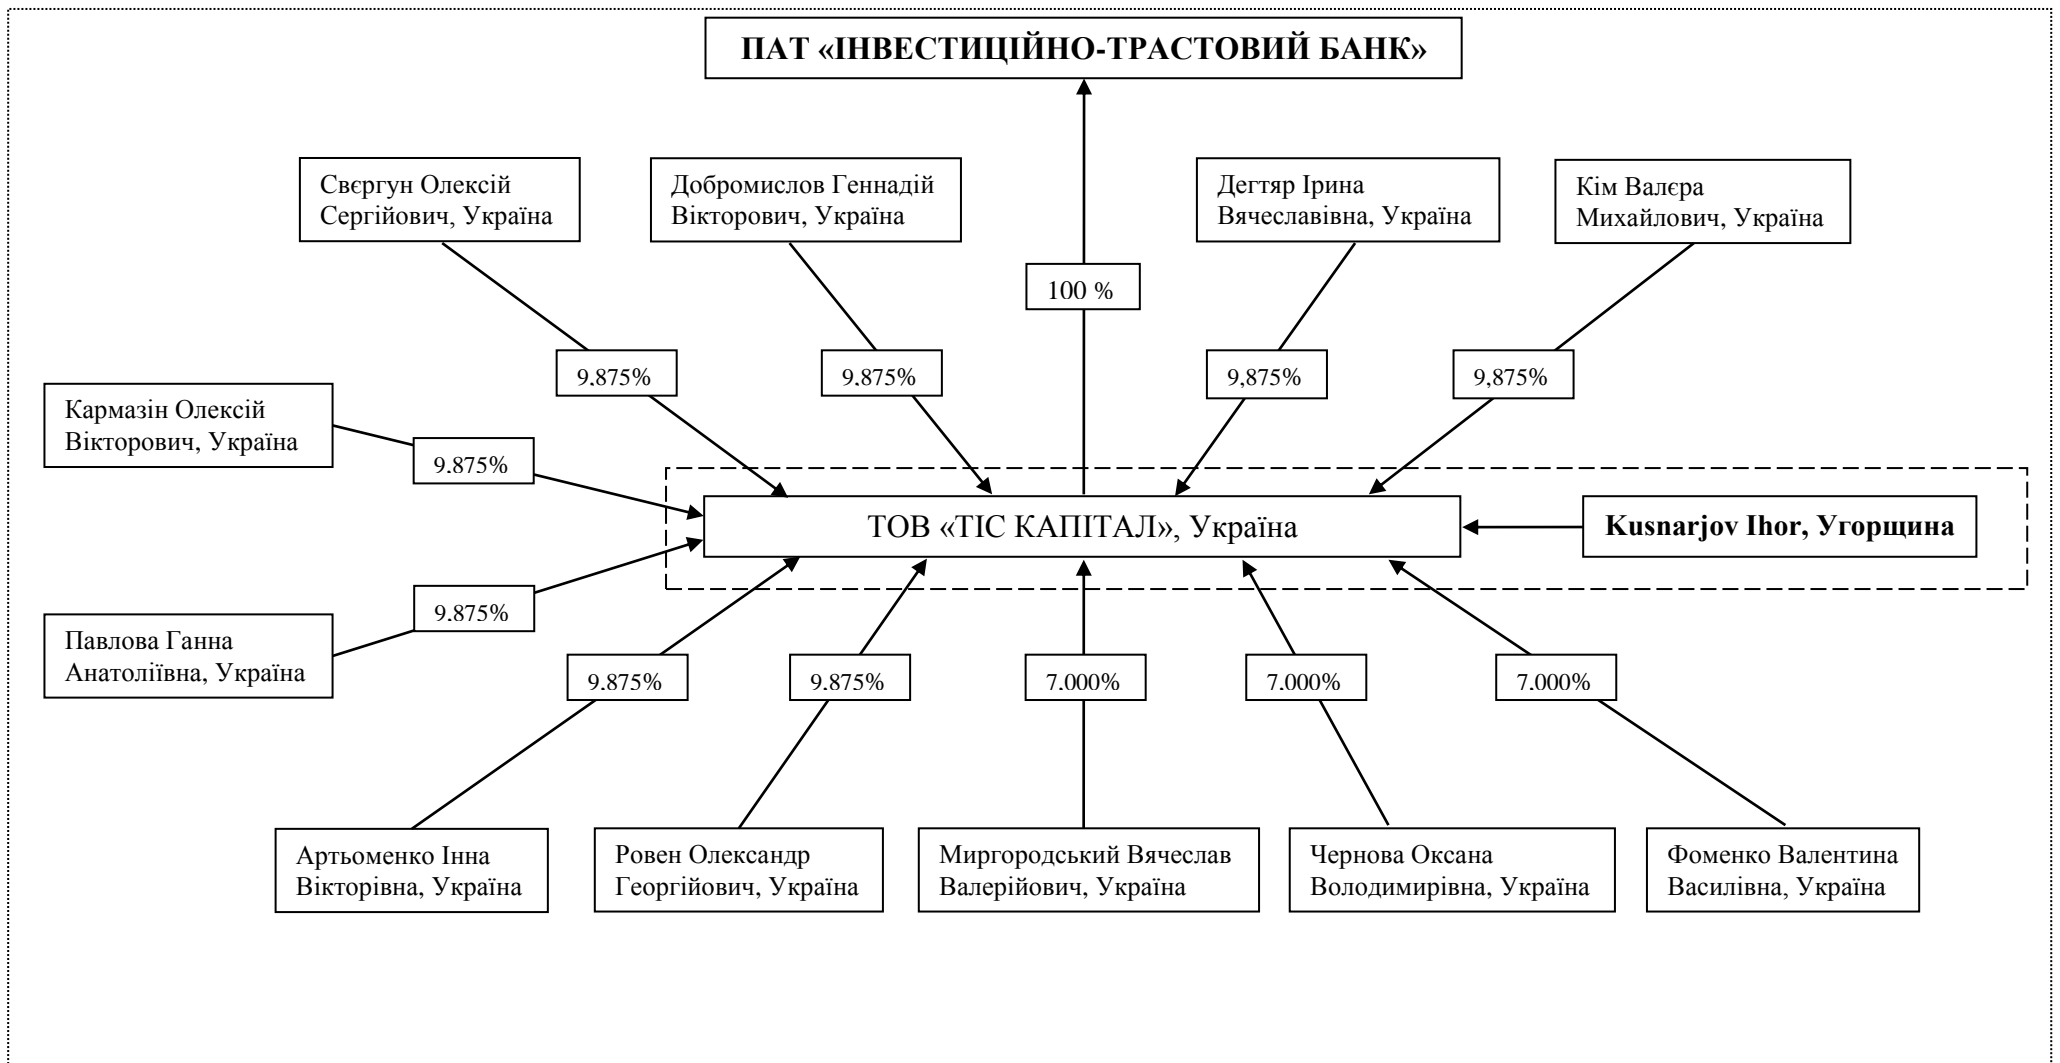 ПАТ «ІНВЕСТИЦІЙНО-ТРАСТОВИЙ БАНК»
Свєргун Олексій
Сергійович, Україна
Добромислов Геннадій
Вікторович, Україна
Дегтяр Ірина
Вячеславівна, Україна
Кім Валєра
Михайлович, Україна
100 %
9,875%
9,875%
9,875%
9,875%
Кармазін Олексій
Вікторович, Україна
9,875%
ТОВ «ТІС КАПІТАЛ», Україна
Kusnarjov Ihor, Угорщина
Павлова Ганна
Анатоліївна, Україна
9,875%
9,875%
9,875%
7,000%
7,000%
7,000%
Артьоменко Інна
Вікторівна, Україна
Ровен Олександр
Георгійович, Україна
Миргородський Вячеслав
Валерійович, Україна
Чернова Оксана
Володимирівна, Україна
Фоменко Валентина
Василівна, Україна